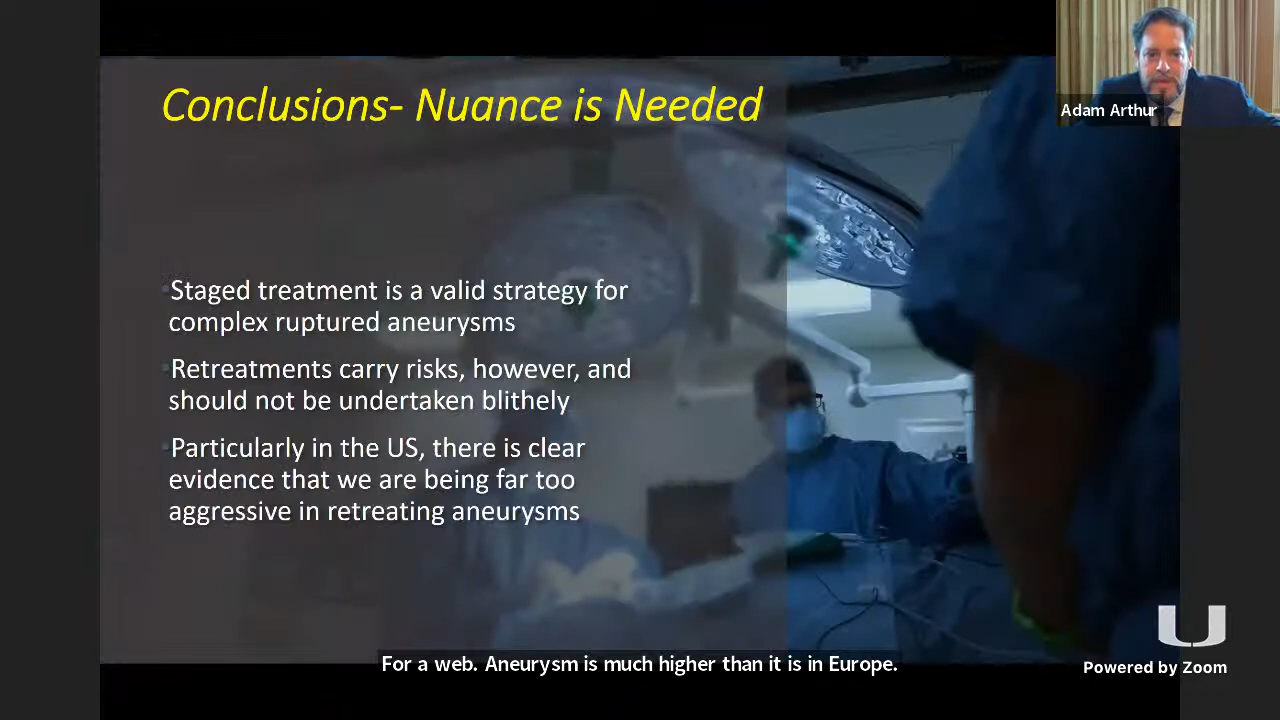 Conclusions- Nuance is Needed
Adam Arthur
Staged treatment is a valid strategy for
complex ruptured aneurysms
Retreatments carry risks, however, and
should not be undertaken blithely
Particularly in the US, there is clear
evidence that we are being far too
aggressive in retreating aneurysms
For a web. Aneurysm is much higher than it is in Europe.
U
Powered by Zoom